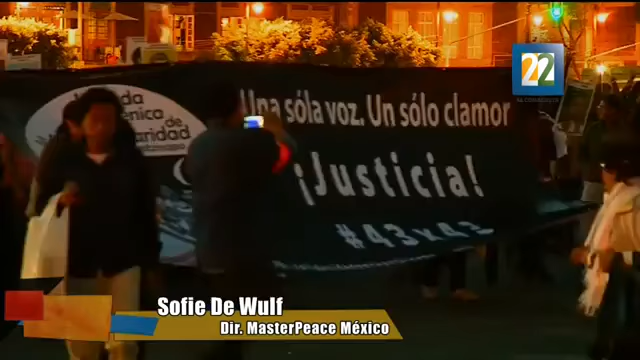 22
Una sóla voz. Un sólo clamor
¡Justicia!
#43x43
Sofie De Wulf
Dir. MasterPeace México